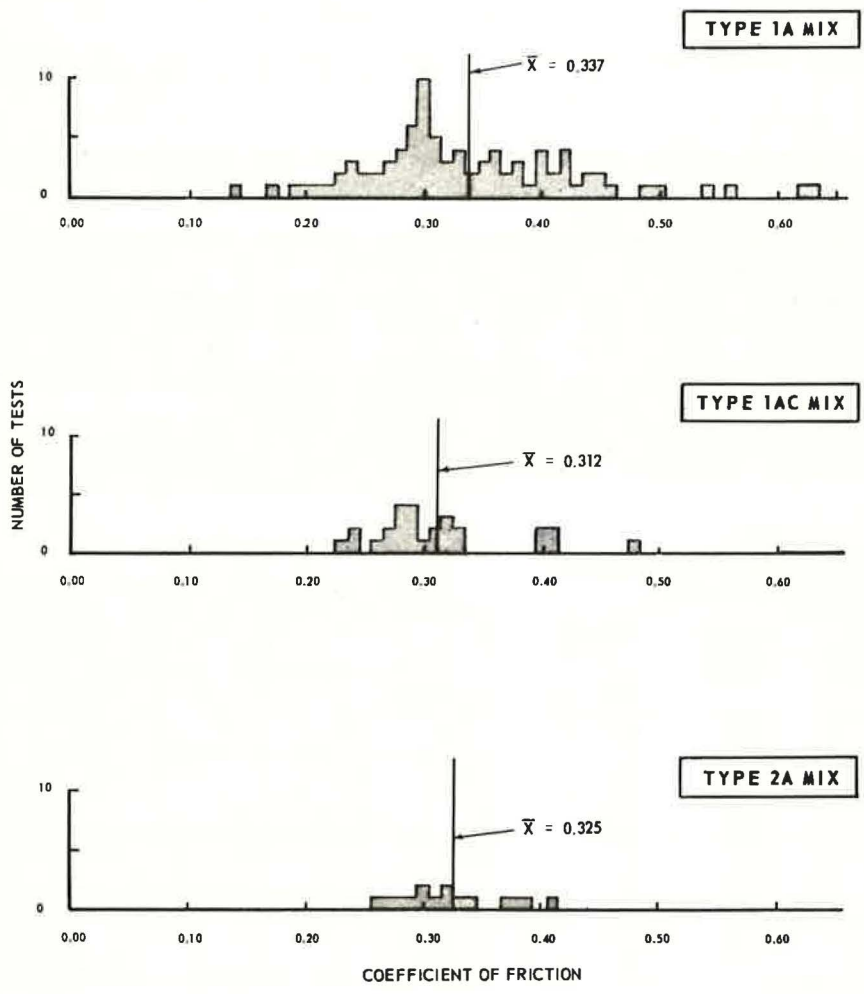 TYPE 1A MIX
X̅ = 0.337
10
0
0.00 0.10 0.20 0.30 0.40 0.50 0.60
NUMBER OF TESTS
TYPE 1AC MIX
X̅ = 0.312
10
0
0.00 0.10 0.20 0.30 0.40 0.50 0.60
TYPE 2A MIX
X̅ = 0.325
10
0
0.00 0.10 0.20 0.30 0.40 0.50 0.60
COEFFICIENT OF FRICTION